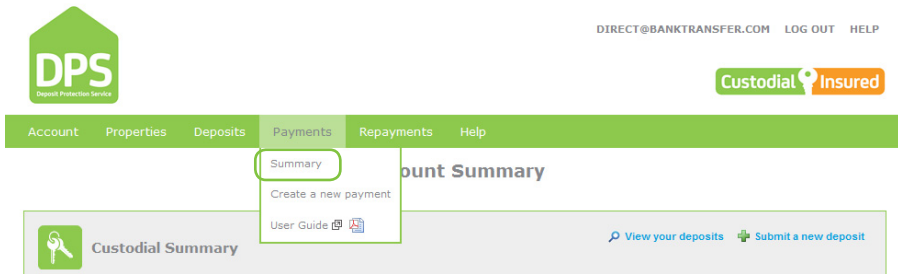 DIRECT@BANKTRANSFER.COM LOG OUT HELP
DPS
Deposit Protection Service
Custodial Insured
Account Properties Deposits Payments Repayments Help
Summary
ount Summary
Create a new payment
User Guide
Custodial Summary
View your deposits Submit a new deposit